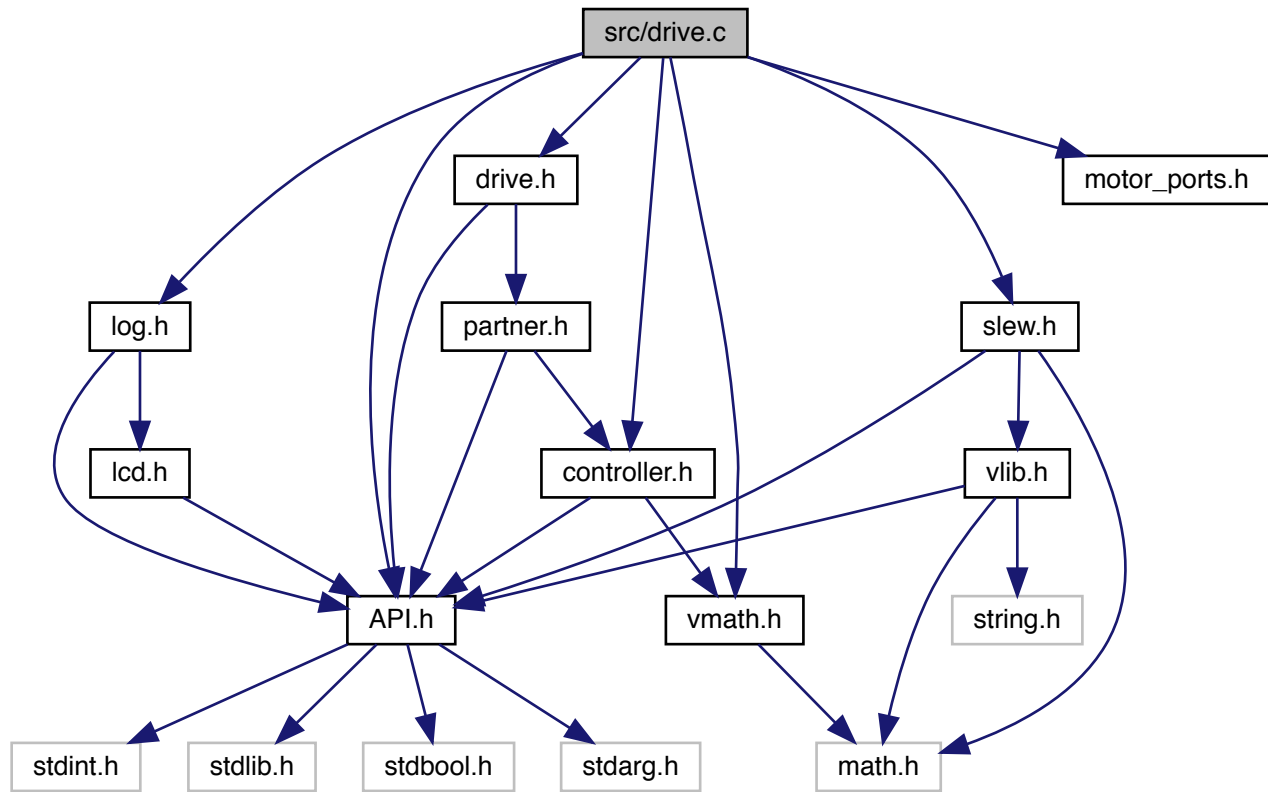 src/drive.c
drive.h
motor_ports.h
log.h
partner.h
slew.h
lcd.h
controller.h
vlib.h
API.h
vmath.h
string.h
stdint.h
stdlib.h
stdbool.h
stdarg.h
math.h